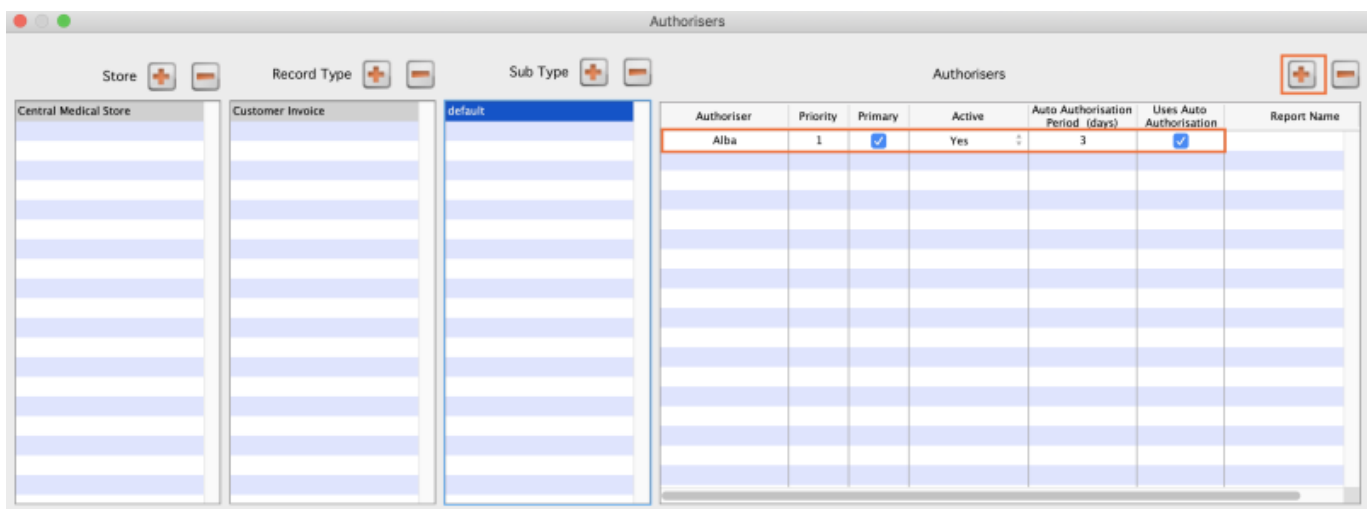 Authorisers
Store
Record Type
Sub Type
Authorisers
Central Medical Store
Customer Invoice
default
Authoriser Priority Primary Active Auto Authorisation Period (days) Uses Auto Authorisation Report Name
Alba 1 Yes 3